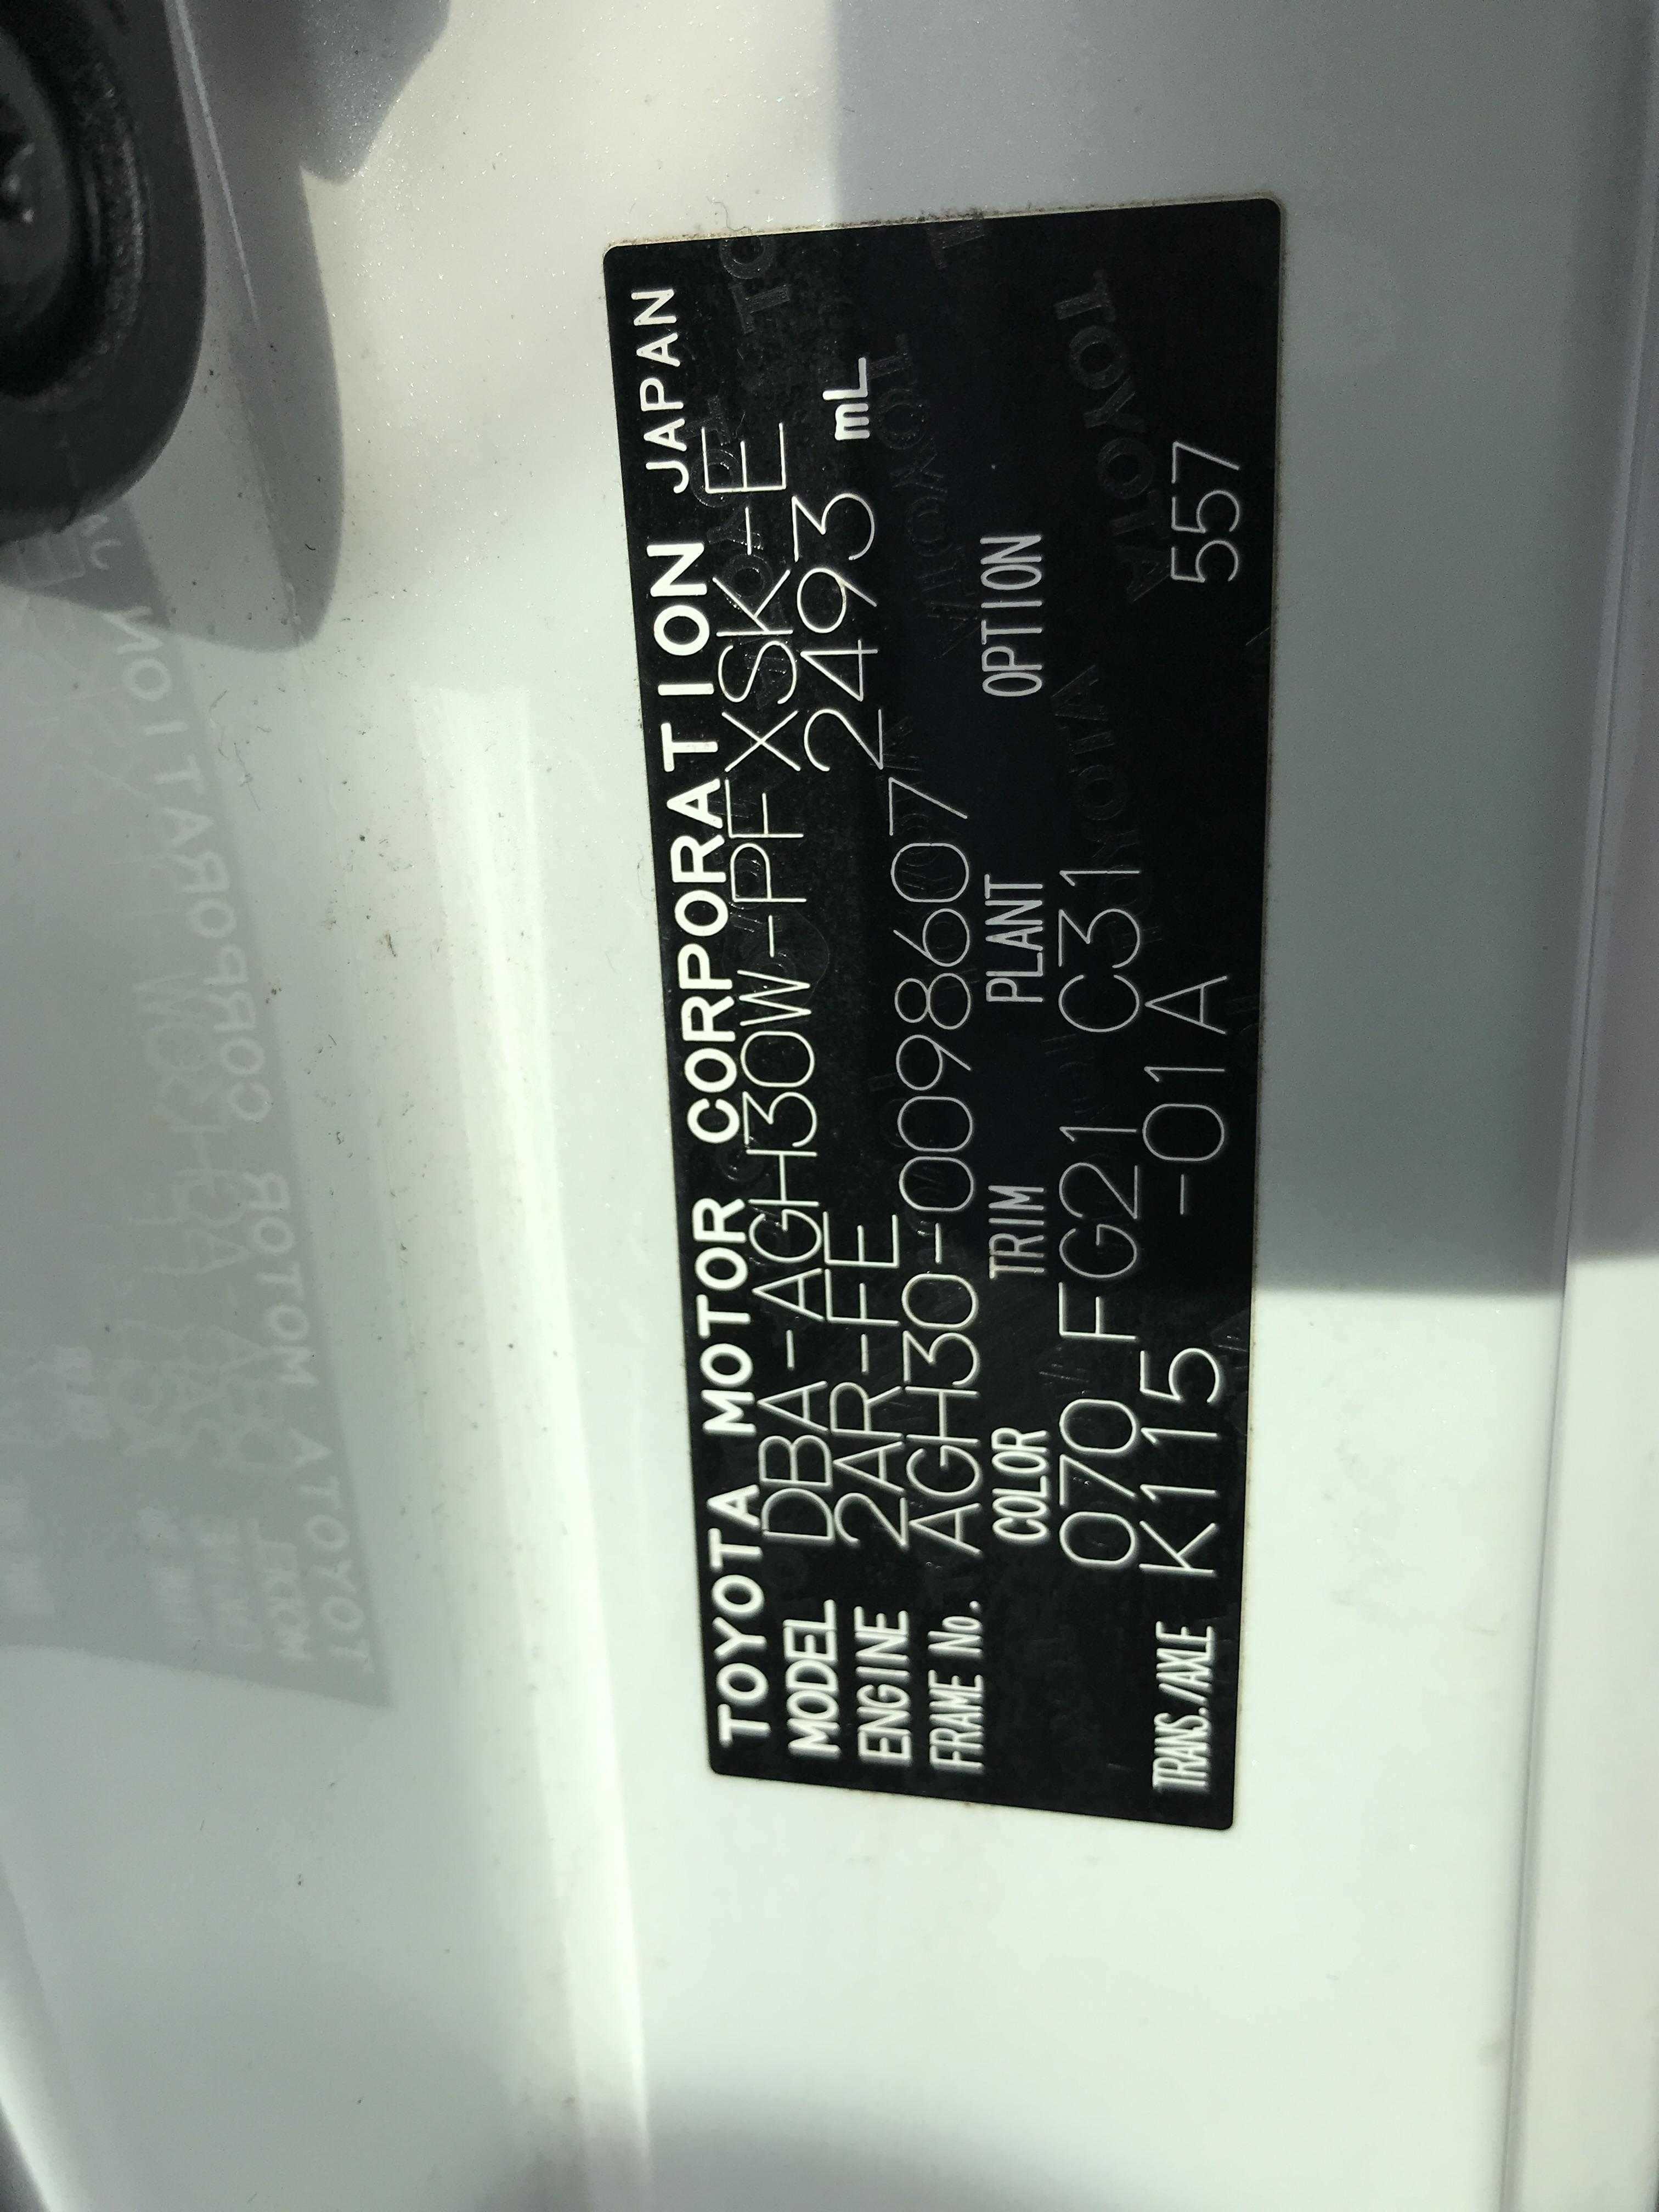 TOYOTA MOTOR CORPORATION JAPAN
MODEL DBA-AGH30W-PFXSK-E
ENGINE 2AR-FE 2493 mL
FRAME No. AGH30-0098607
COLOR TRIM PLANT OPTION
070 FG21 C31
TRANS./AXLE K115 -01A 557